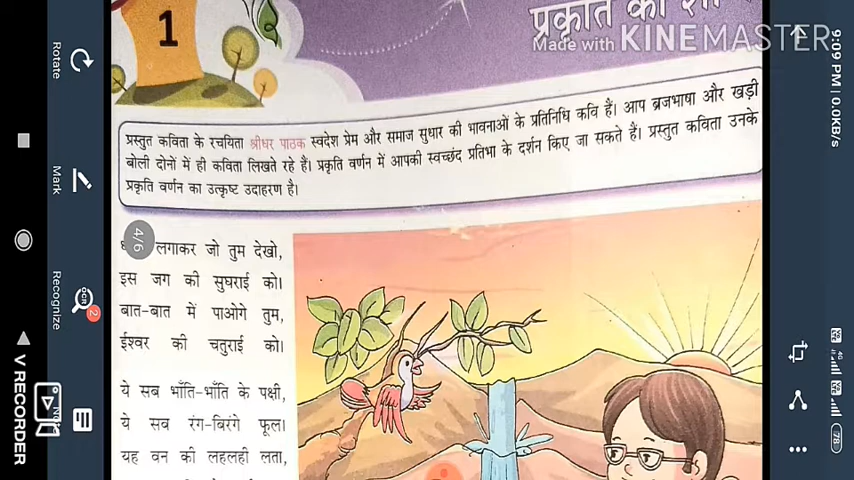 1
प्रकृति की
Made with KINEMASTER
प्रस्तुत कविता के रचयिता श्रीधर पाठक स्वदेश प्रेम और समाज सुधार की भावनाओं के प्रतिनिधि कवि हैं। आप ब्रजभाषा और खड़ी
बोली दोनों में ही कविता लिखते रहे हैं। प्रकृति वर्णन में आपकी स्वच्छंद प्रतिभा के दर्शन किए जा सकते हैं। प्रस्तुत कविता उनके
प्रकृति वर्णन का उत्कृष्ट उदाहरण है।
4/6
लगाकर जो तुम देखो,
इस जग की सुघराई को।
बात-बात में पाओगे तुम,
ईश्वर की चतुराई को।
ये सब भाँति-भाँति के पक्षी,
ये सब रंग-बिरंगे फूल।
यह वन की लहलही लता,
Rotate
Mark
Recognize
OCR
2
V RECORDER
9:09 PM | 0.0KB/s
78